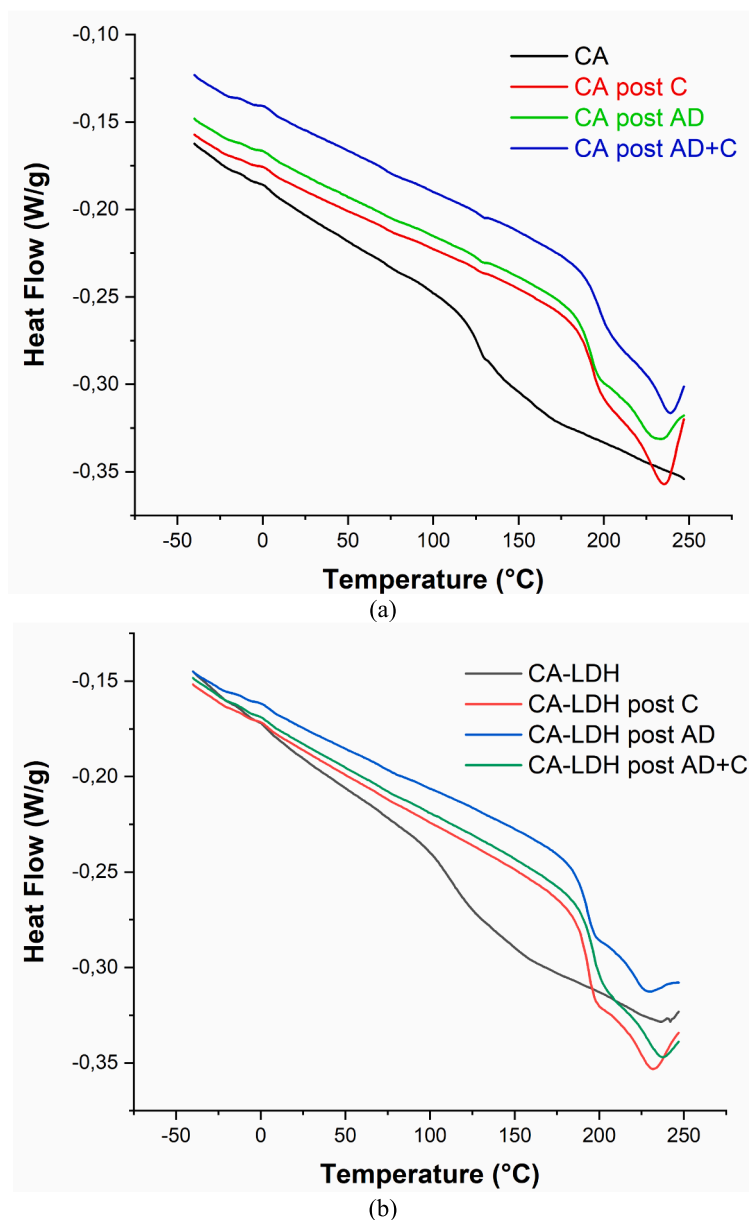 -0,10
-0,15
-0,20
-0,25
-0,30
-0,35
Heat Flow (W/g)
CA
CA post C
CA post AD
CA post AD+C
-50 0 50 100 150 200 250
Temperature (°C)
(a)
-0,15
-0,20
-0,25
-0,30
-0,35
Heat Flow (W/g)
CA-LDH
CA-LDH post C
CA-LDH post AD
CA-LDH post AD+C
-50 0 50 100 150 200 250
Temperature (°C)
(b)